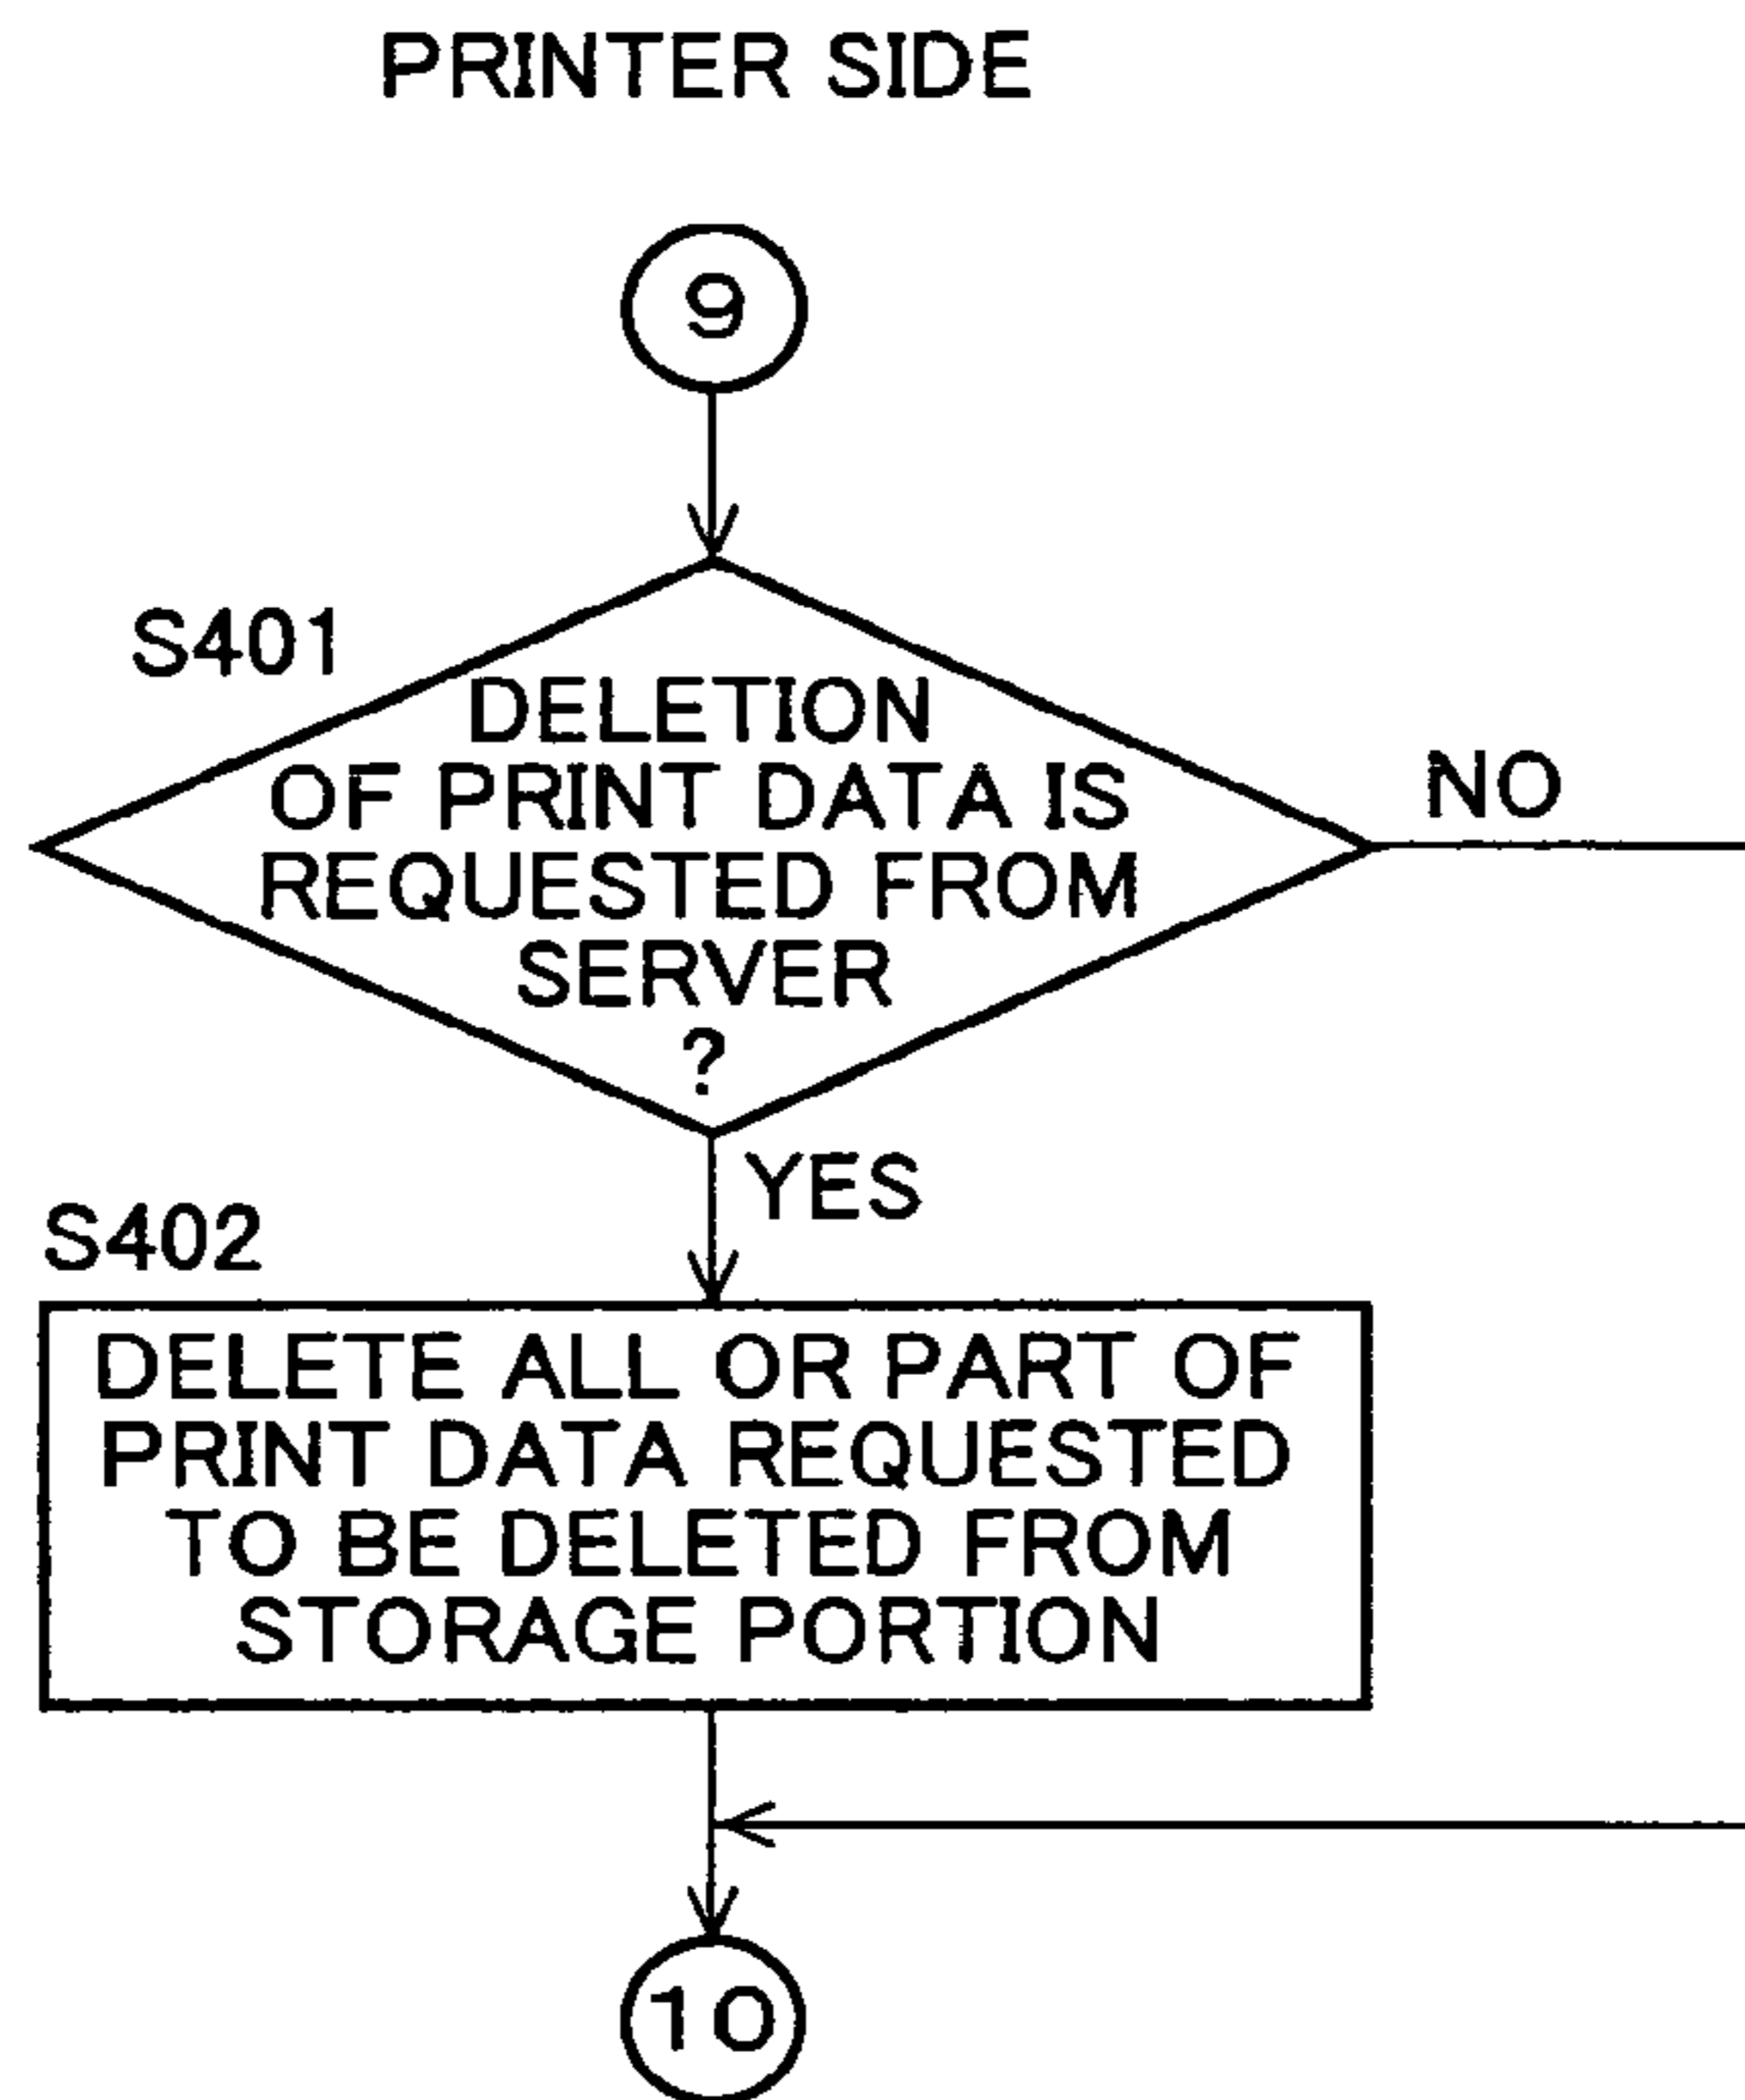 PRINTER SIDE
9
S401
DELETION
OF PRINT DATA IS
REQUESTED FROM
SERVER
?
NO
YES
S402
DELETE ALL OR PART OF
PRINT DATA REQUESTED
TO BE DELETED FROM
STORAGE PORTION
10